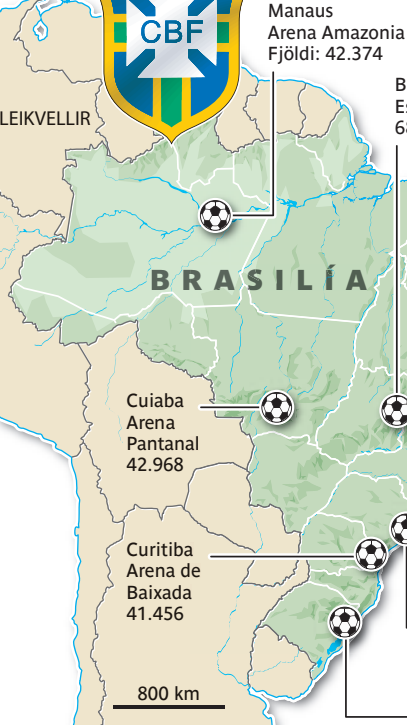 CBF
Manaus
Arena Amazonia
Fjöldi: 42.374
LEIKVELLIR
BRASILÍA
Cuiaba
Arena
Pantanal
42.968
Curitiba
Arena de
Baixada
41.456
800 km